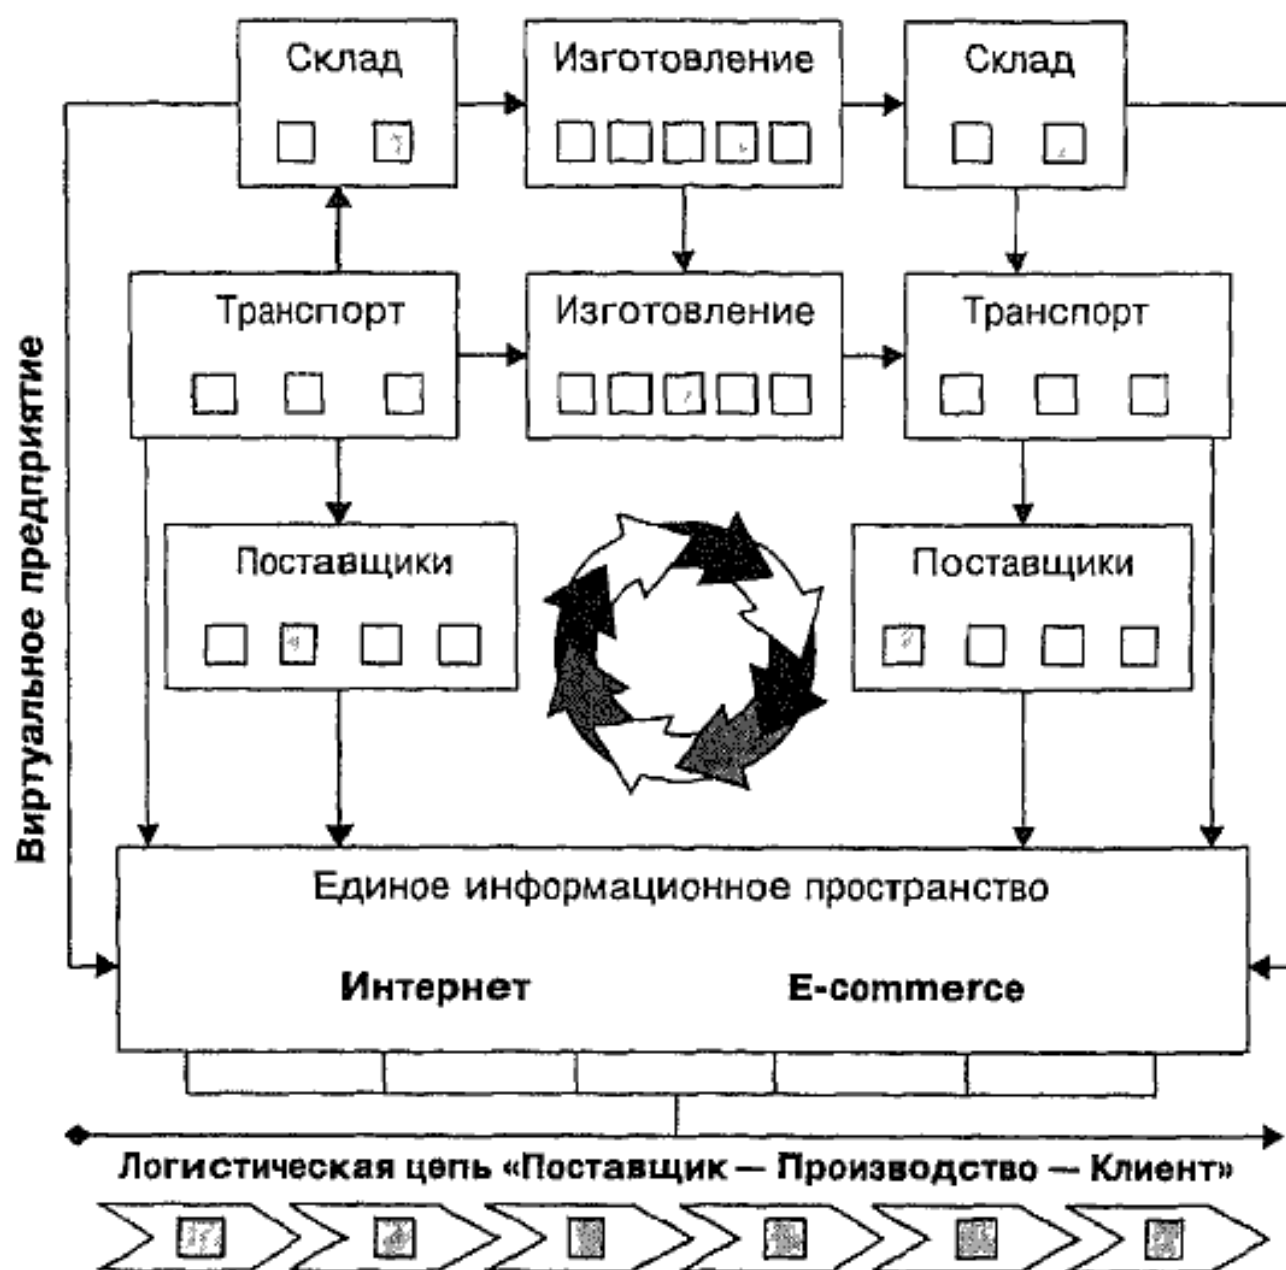 Склад
Изготовление
Склад
Транспорт
Изготовление
Транспорт
Виртуальное предприятие
Поставщики
Поставщики
Единое информационное пространство
Интернет
E-commerce
Логистическая цепь «Поставщик — Производство — Клиент»